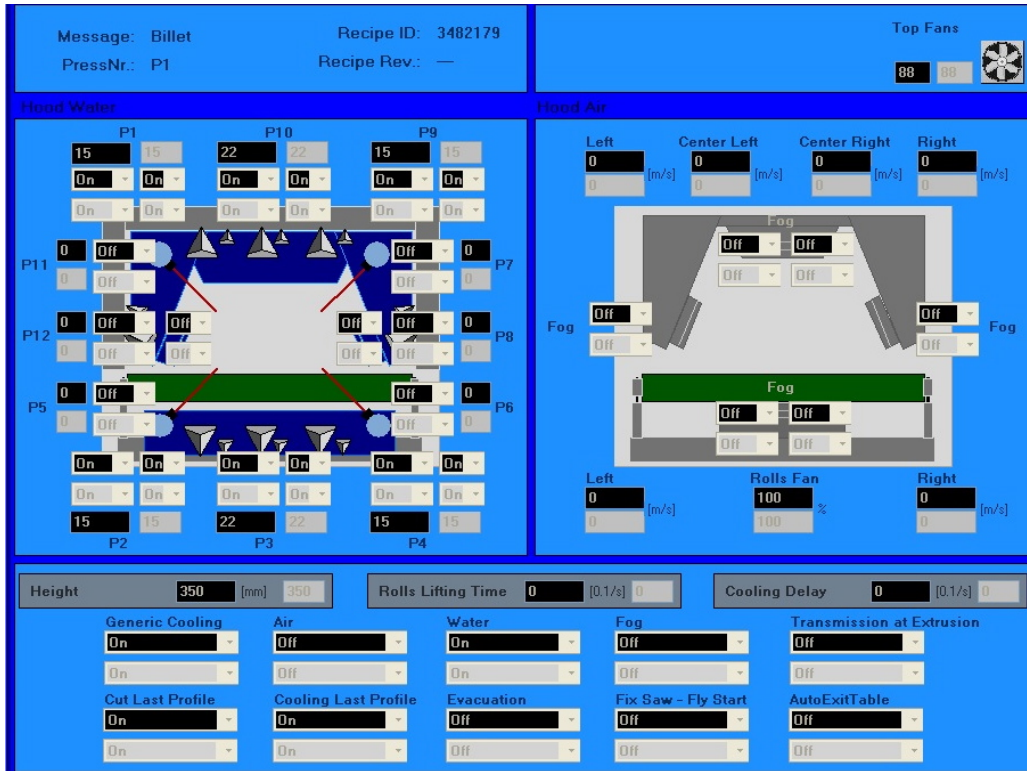 Message: Billet Recipe ID: 3482179
PressNr.: P1 Recipe Rev.: —
Top Fans
88 88
Hood Water
P1 P10 P9
15 15 22 22 15 15
On On On On On On
On On On On On On
P11 0 Off Off 0 P7
0 Off Off 0
P12 0 Off Off Off Off 0 P8
0 Off Off Off Off 0
P5 0 Off Off 0 P6
0 Off Off 0
On On On On On On
On On On On On On
15 15 22 22 15 15
P2 P3 P4
Hood Air
Left Center Left Center Right Right
0 [m/s] 0 [m/s] 0 [m/s] 0 [m/s]
0 0 0 0
Fog
Off Off
Off Off
Fog Off Off Fog
Off Off
Fog
Off Off
Off Off
Left Rolls Fan Right
0 [m/s] 100 % 0 [m/s]
0 100 0
Height 350 [mm] 350 Rolls Lifting Time 0 [0.1/s] 0 Cooling Delay 0 [0.1/s] 0
Generic Cooling Air Water Fog Transmission at Extrusion
On Off On Off Off
On Off On Off Off
Cut Last Profile Cooling Last Profile Evacuation Fix Saw - Fly Start AutoExitTable
On On Off Off Off
On On Off Off Off